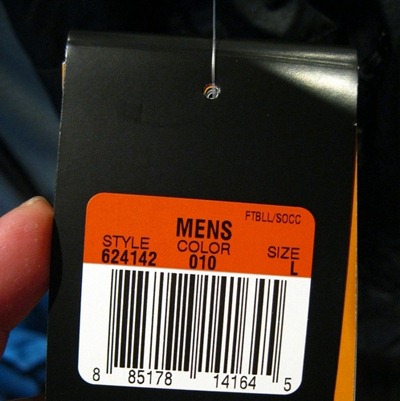 FTBLL/SOCC
MENS
STYLE COLOR SIZE
624142 010 L
8 85178 14164 5